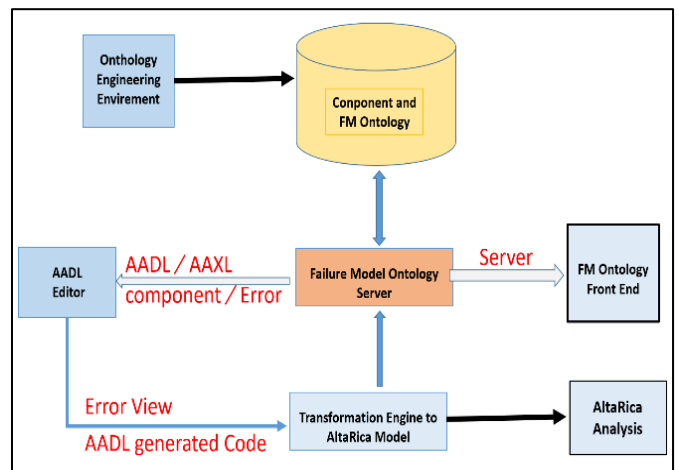 Onthology
Engineering
Envirement
Conponent and
FM Ontology
AADL
Editor
AADL / AAXL
component / Error
Failure Model Ontology
Server
Server
FM Ontology
Front End
Error View
AADL generated Code
Transformation Engine to
AltaRica Model
AltaRica
Analysis